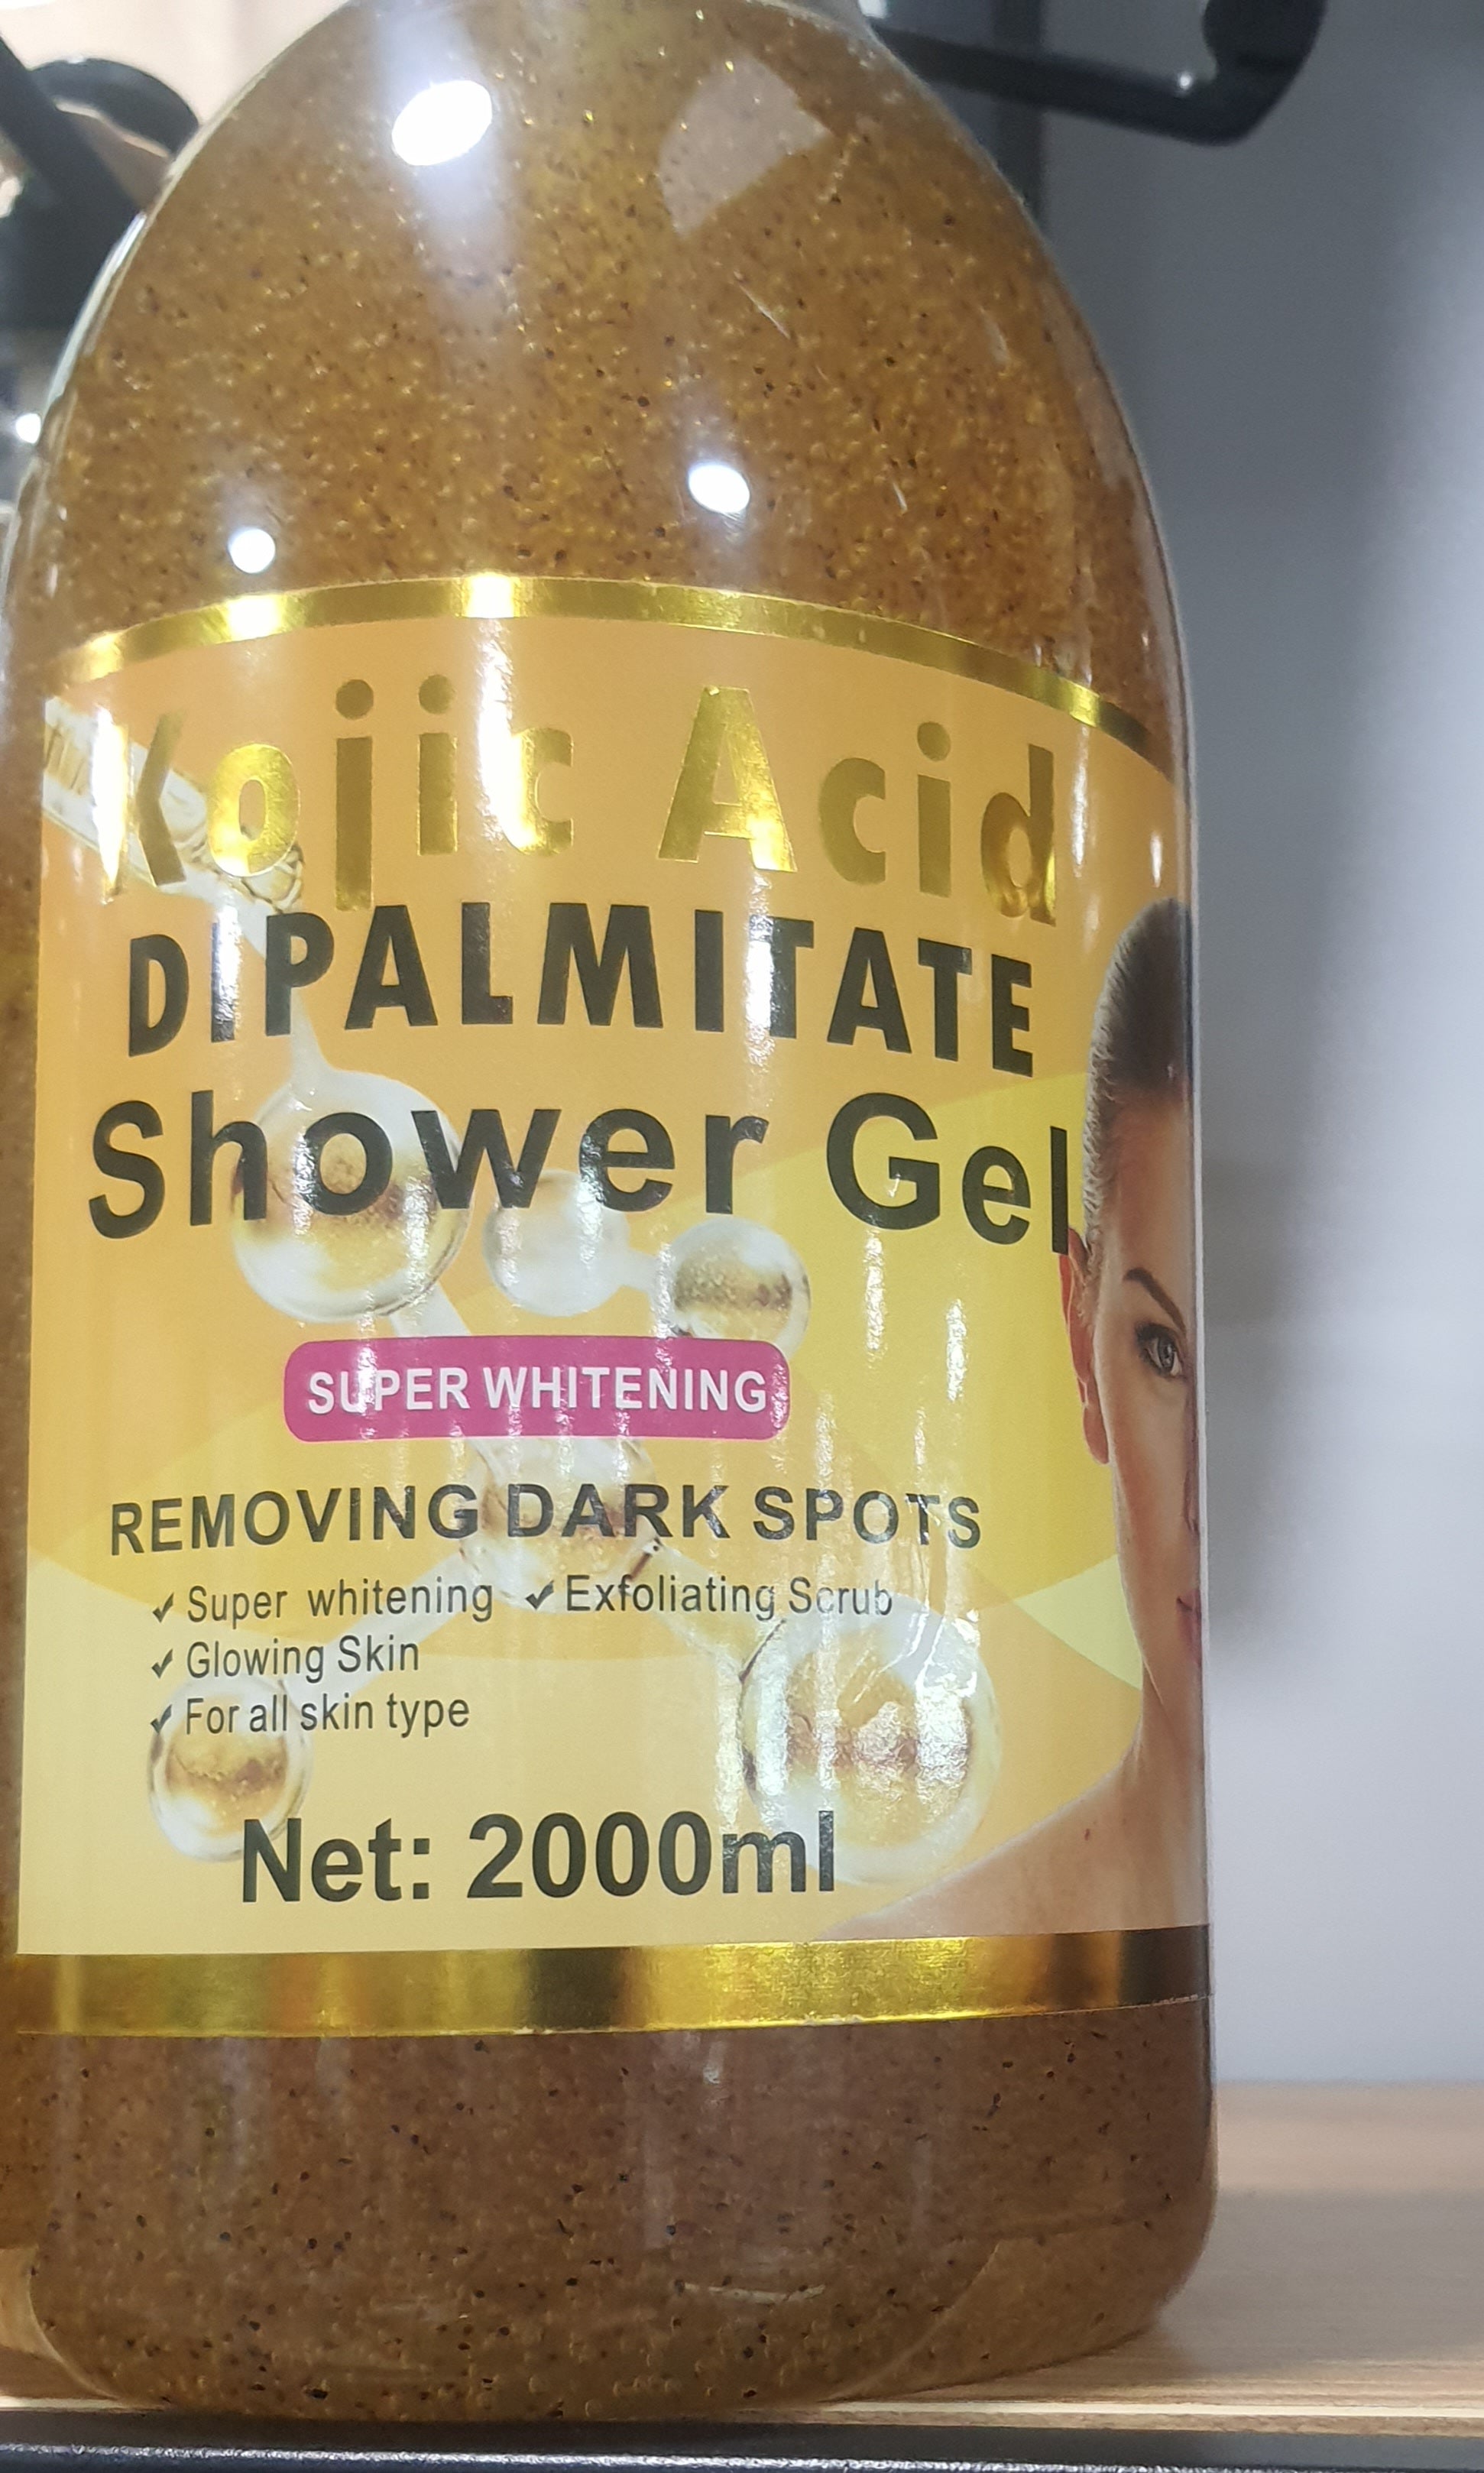 Kojic Acid
DIPALMITATE
Shower Gel
SUPER WHITENING
REMOVING DARK SPOTS
✓ Super whitening ✓ Exfoliating Scrub
✓ Glowing Skin
✓ For all skin type
Net: 2000ml